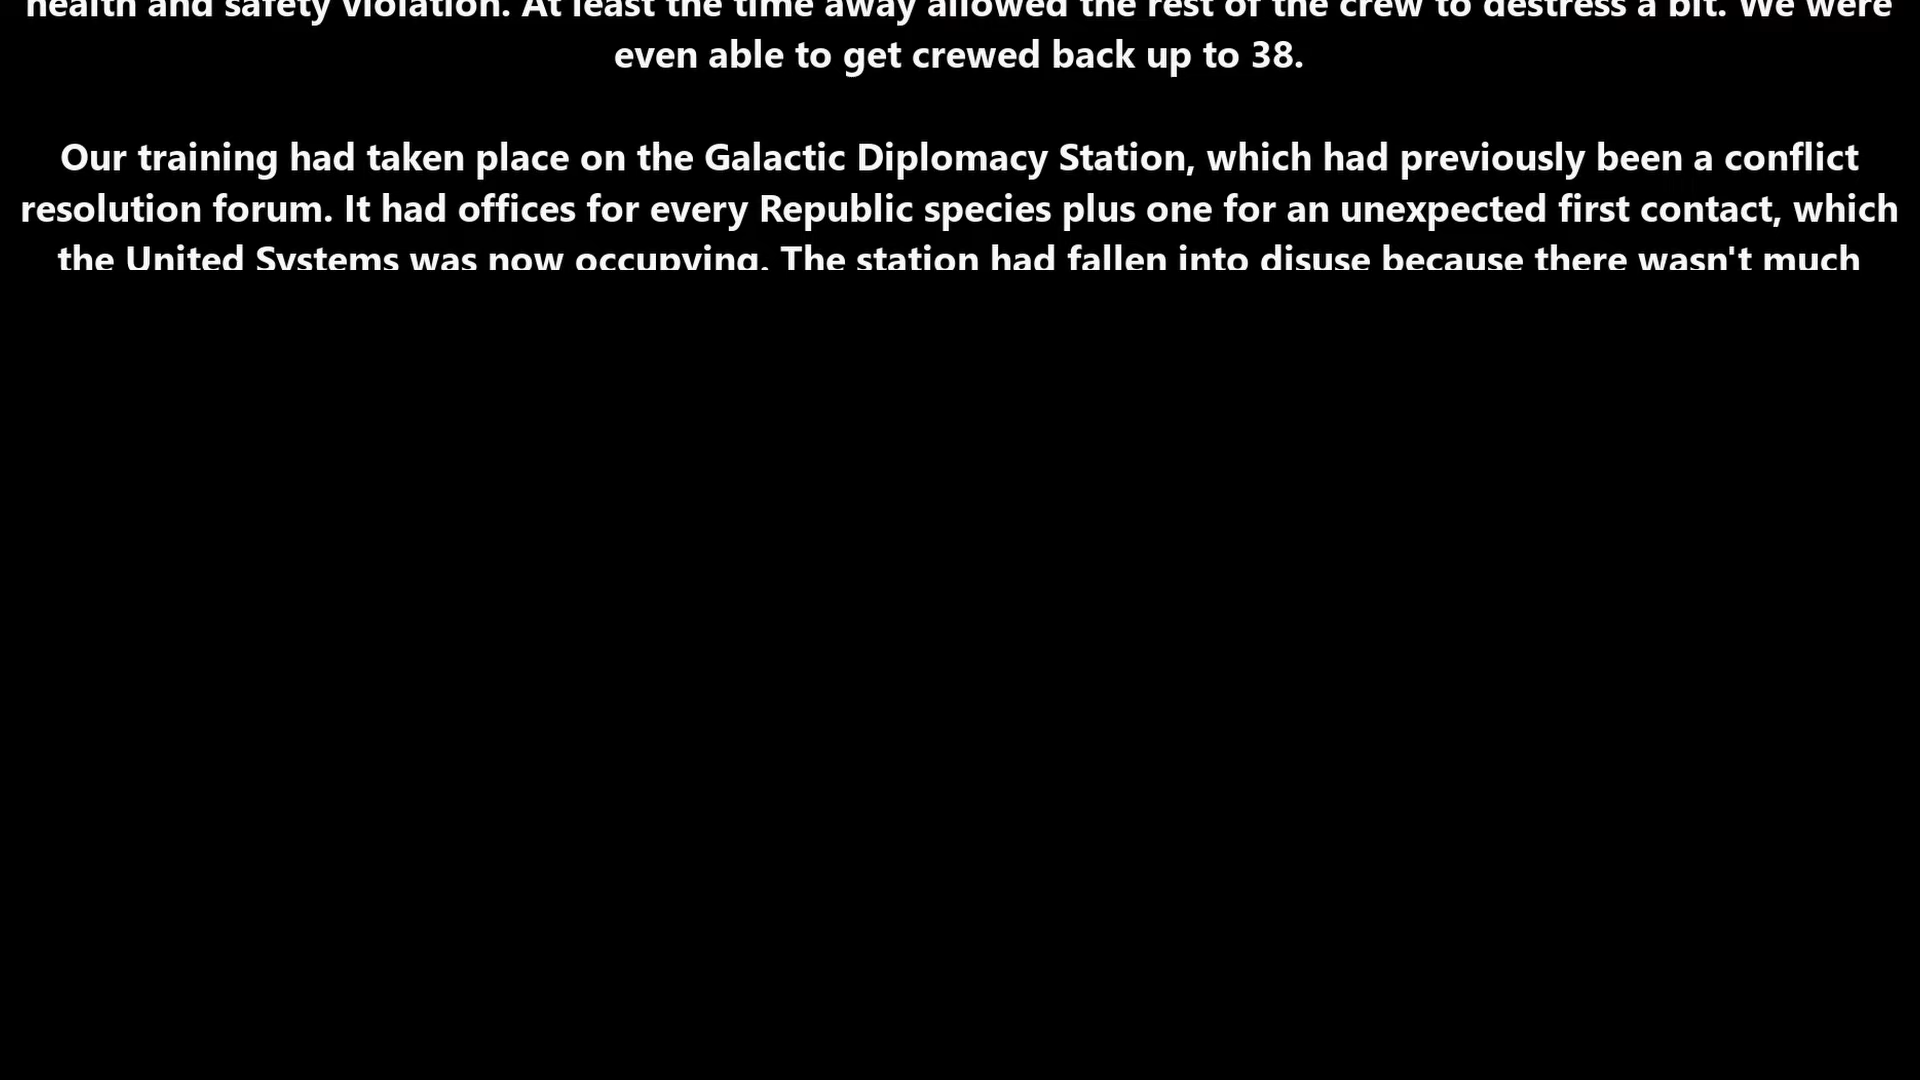 health and safety violation. At least the time away allowed the rest of the crew to destress a bit. We were
even able to get crewed back up to 38.
Our training had taken place on the Galactic Diplomacy Station, which had previously been a conflict
resolution forum. It had offices for every Republic species plus one for an unexpected first contact, which
the United Systems was now occupying. The station had fallen into disuse because there wasn't much